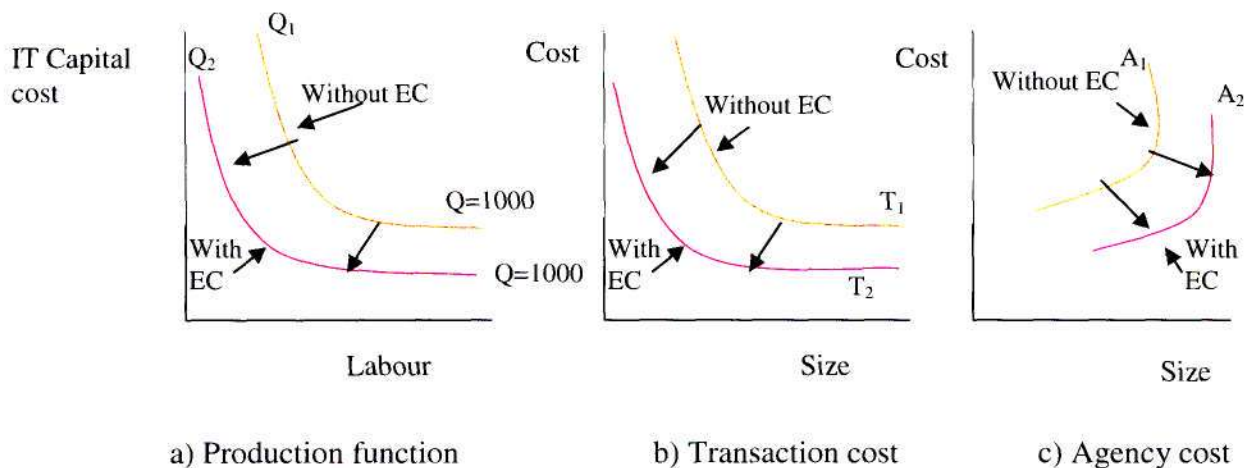 IT Capital
cost
Q₁
Q₂
Without EC
Q=1000
With
EC
Q=1000
Labour
a) Production function
Cost
Without EC
T₁
With
EC
T₂
Size
b) Transaction cost
Cost
A₁
Without EC
A₂
With
EC
Size
c) Agency cost